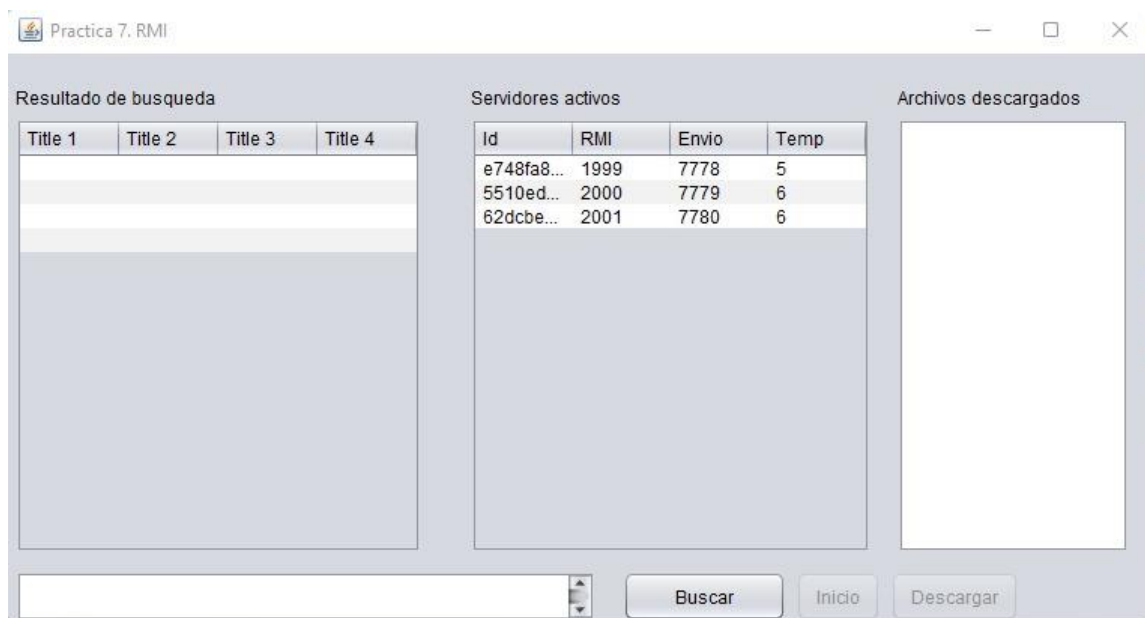 Practica 7. RMI
Resultado de busqueda
Servidores activos
Archivos descargados
Title 1 Title 2 Title 3 Title 4
Id RMI Envio Temp
e748fa8... 1999 7778 5
5510ed... 2000 7779 6
62dcbe... 2001 7780 6
Buscar
Inicio
Descargar